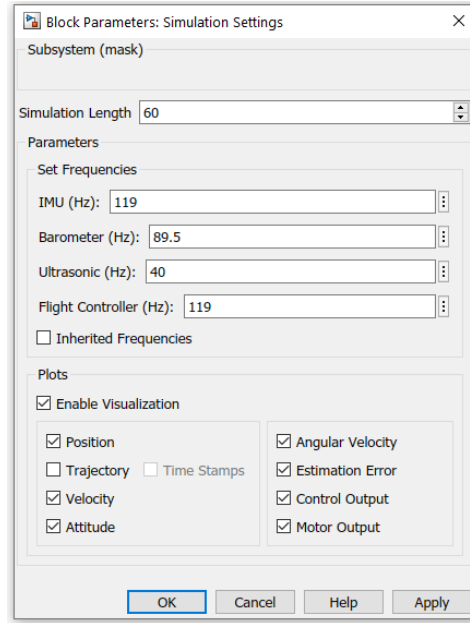 Block Parameters: Simulation Settings
Subsystem (mask)
Simulation Length 60
Parameters
Set Frequencies
IMU (Hz): 119
Barometer (Hz): 89.5
Ultrasonic (Hz): 40
Flight Controller (Hz): 119
Inherited Frequencies
Plots
Enable Visualization
Position
Trajectory Time Stamps
Velocity
Attitude
Angular Velocity
Estimation Error
Control Output
Motor Output
OK Cancel Help Apply